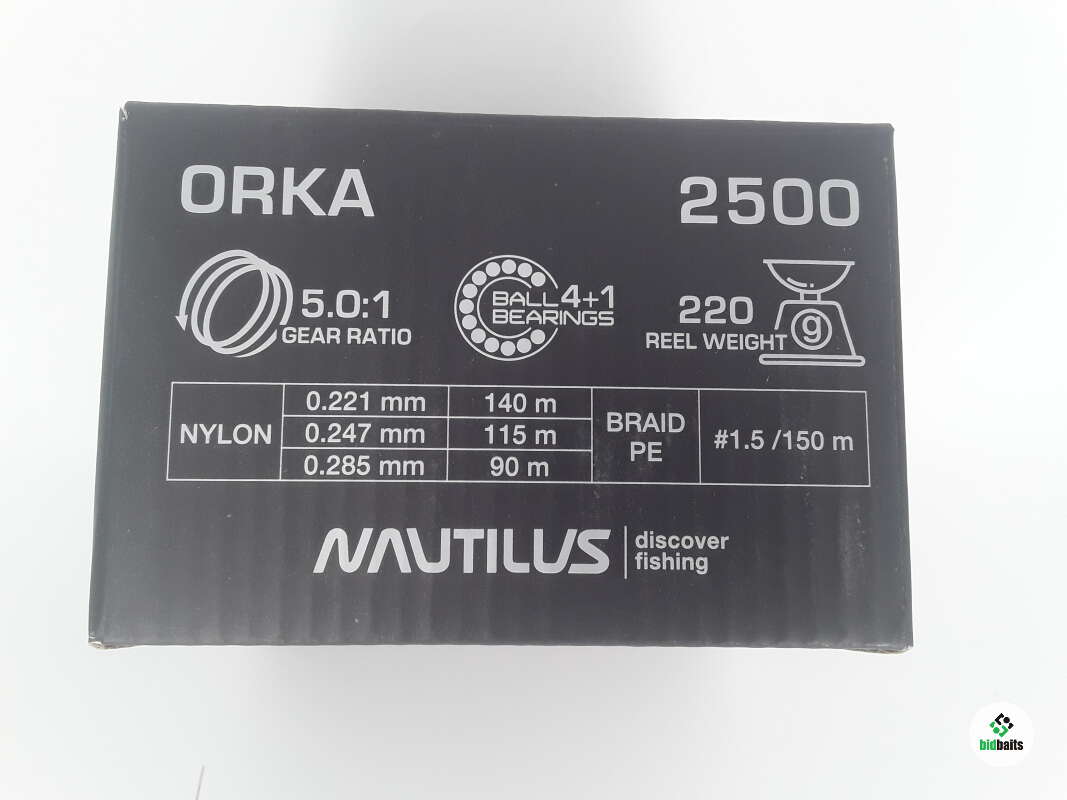 ORKA 2500
5.0:1
GEAR RATIO
BALL 4+1
BEARINGS
220
REEL WEIGHT
g
NYLON
0.221 mm 140 m
0.247 mm 115 m
0.285 mm 90 m
BRAID
PE
#1.5 /150 m
NAUTILUS
discover
fishing
bidbaits